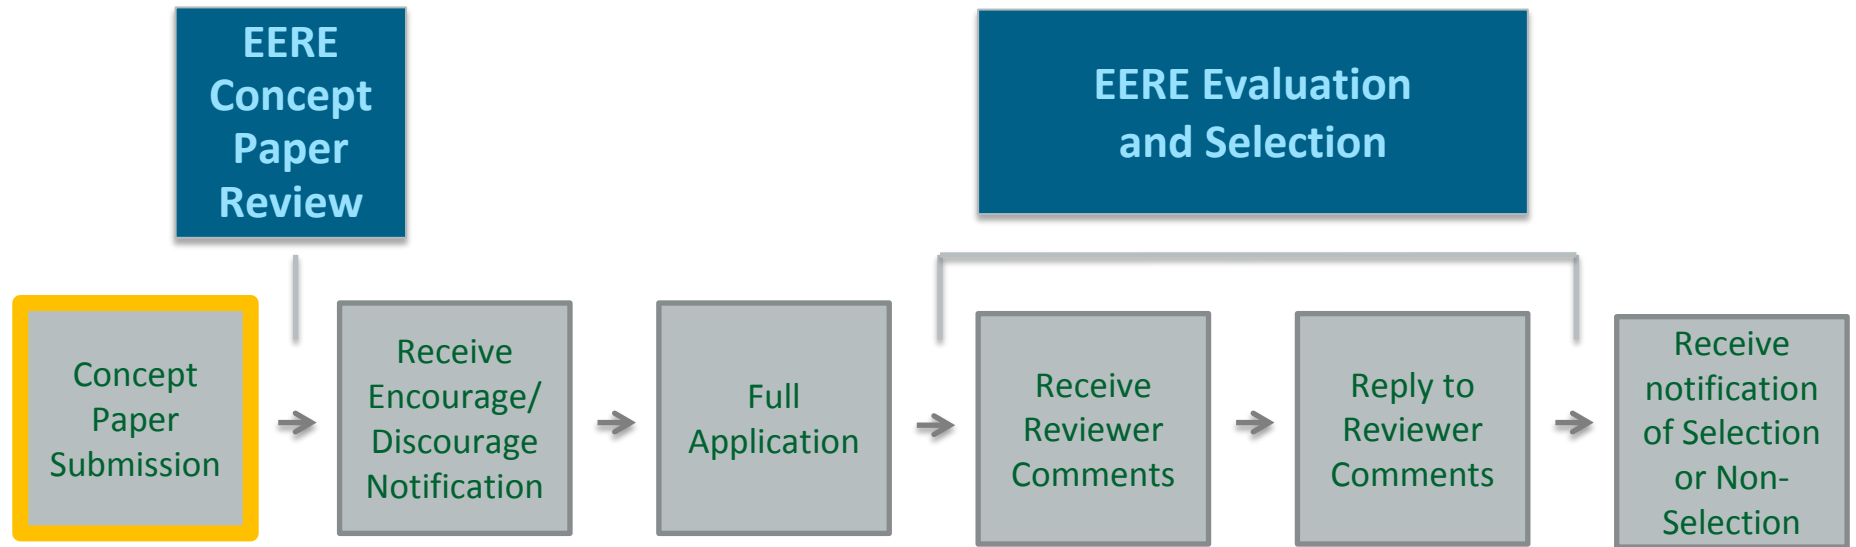 EERE
Concept
Paper
Review
EERE Evaluation
and Selection
Concept
Paper
Submission
Receive
Encourage/
Discourage
Notification
Full
Application
Receive
Reviewer
Comments
Reply to
Reviewer
Comments
Receive
notification
of Selection
or Non-
Selection